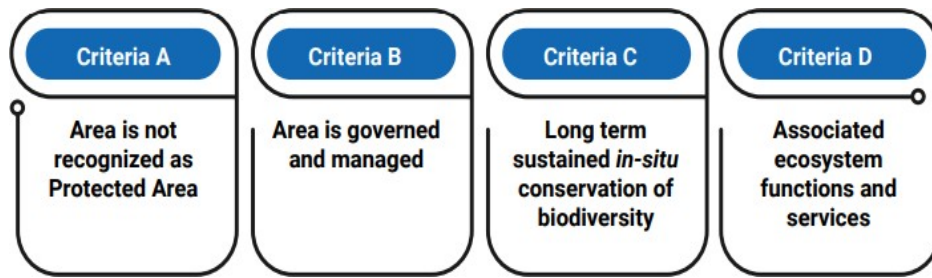 Criteria A
Area is not
recognized as
Protected Area
Criteria B
Area is governed
and managed
Criteria C
Long term
sustained in-situ
conservation of
biodiversity
Criteria D
Associated
ecosystem
functions and
services